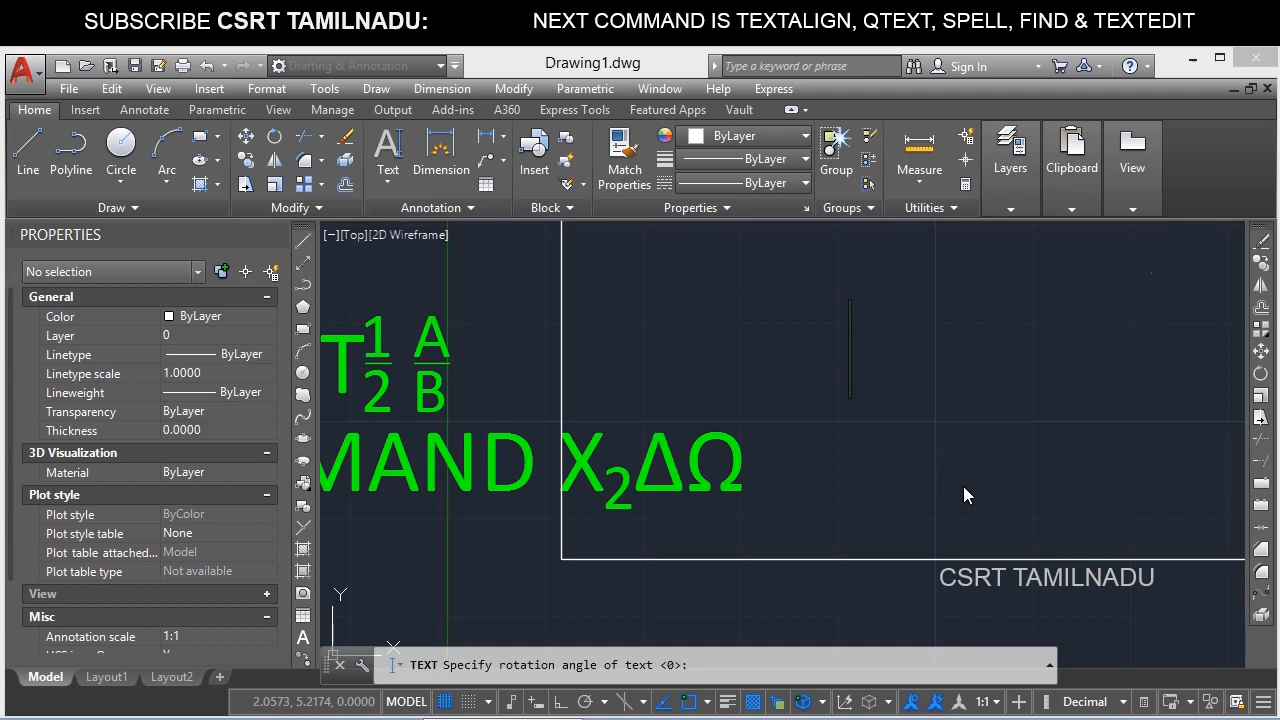 SUBSCRIBE CSRT TAMILNADU:
NEXT COMMAND IS TEXTALIGN, QTEXT, SPELL, FIND & TEXTEDIT
Drafting & Annotation
Drawing1.dwg
Type a keyword or phrase
Sign In
File Edit View Insert Format Tools Draw Dimension Modify Parametric Window Help Express
Home Insert Annotate Parametric View Manage Output Add-ins A360 Express Tools Featured Apps Vault
Line Polyline Circle Arc
Text Dimension
Insert
Match Properties
ByLayer
ByLayer
ByLayer
Group
Measure
Layers
Clipboard
View
Draw Modify Annotation Block Properties Groups Utilities
PROPERTIES
No selection
General
Color ByLayer
Layer 0
Linetype ByLayer
Linetype scale 1.0000
Lineweight ByLayer
Transparency ByLayer
Thickness 0.0000
3D Visualization
Material ByLayer
Plot style
Plot style ByColor
Plot style table None
Plot table attached... Model
Plot table type Not available
View
Misc
Annotation scale 1:1
[−][Top][2D Wireframe]
T 1/2 A/B
MAND X₂ΔΩ
CSRT TAMILNADU
Y
X
TEXT Specify rotation angle of text <0>:
Model Layout1 Layout2 +
2.0573, 5.2174, 0.0000 MODEL 1:1 Decimal